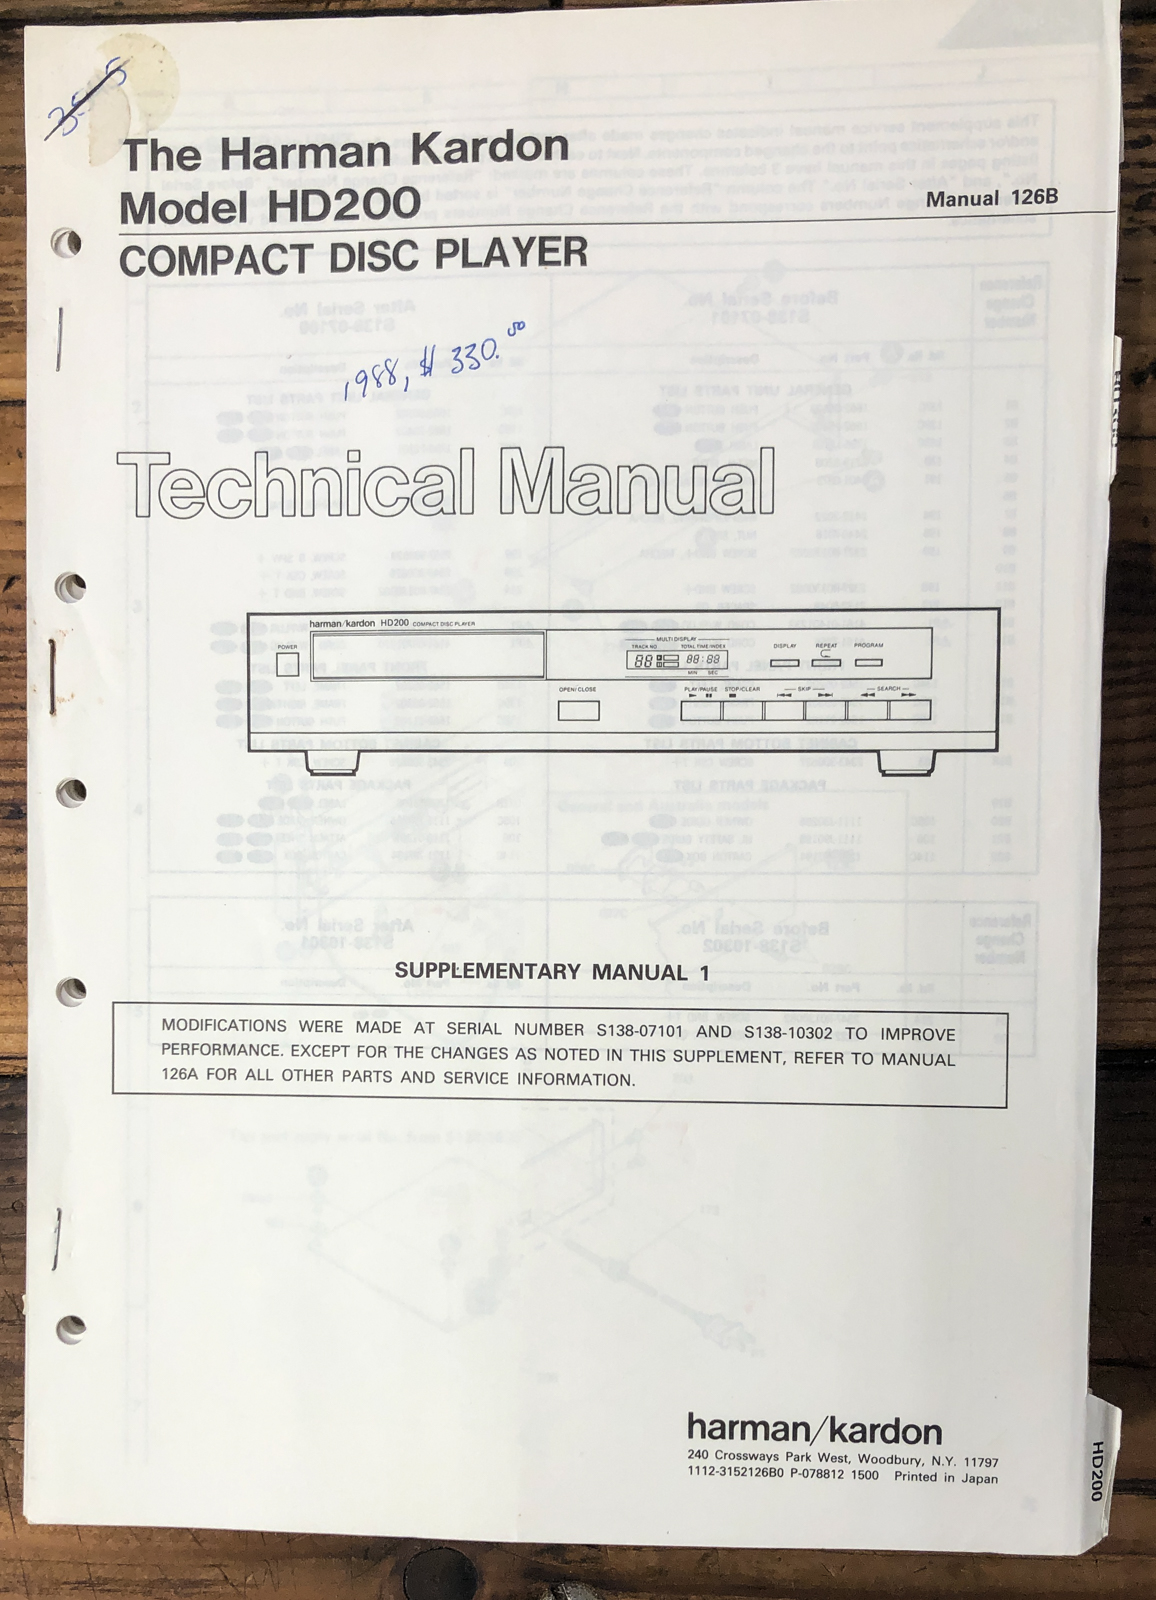 The Harman Kardon
Model HD200
Manual 126B
COMPACT DISC PLAYER
1988, $ 330.00
Technical Manual
harman/kardon HD200 COMPACT DISC PLAYER
POWER
MULTI DISPLAY
TRACK NO. TOTAL TIME/INDEX
88 88:88
MIN SEC
DISPLAY REPEAT PROGRAM
OPEN/CLOSE
PLAY/PAUSE STOP/CLEAR SKIP SEARCH
SUPPLEMENTARY MANUAL 1
MODIFICATIONS WERE MADE AT SERIAL NUMBER S138-07101 AND S138-10302 TO IMPROVE
PERFORMANCE. EXCEPT FOR THE CHANGES AS NOTED IN THIS SUPPLEMENT, REFER TO MANUAL
126A FOR ALL OTHER PARTS AND SERVICE INFORMATION.
harman/kardon
240 Crossways Park West, Woodbury, N.Y. 11797
1112-3152126B0 P-078812 1500 Printed in Japan
HD200